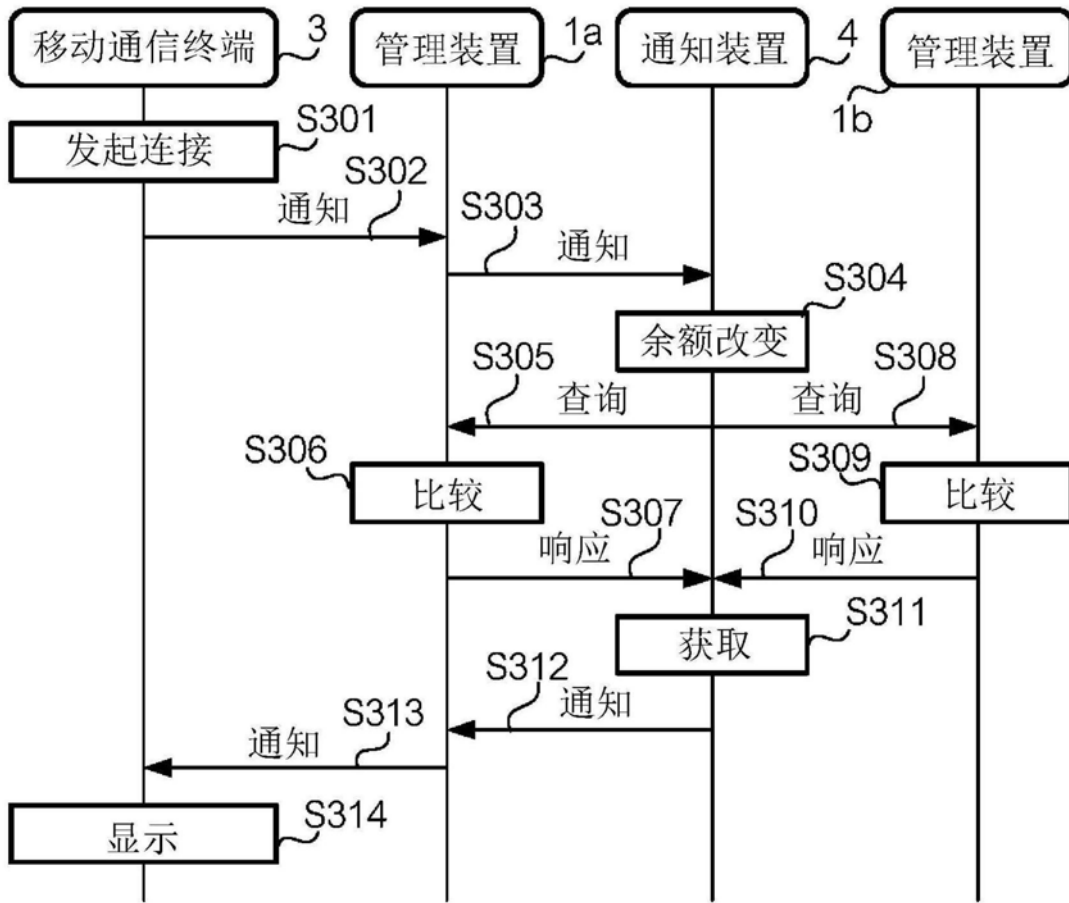 移动通信终端 3 管理装置 1a 通知装置 4 管理装置 1b
发起连接 S301
通知 S302
S303 通知
S304
余额改变
S305 S308
查询 查询
S306 S309
比较 比较
S307 S310
响应 响应
S311
获取
S312
通知
S313
通知
显示 S314